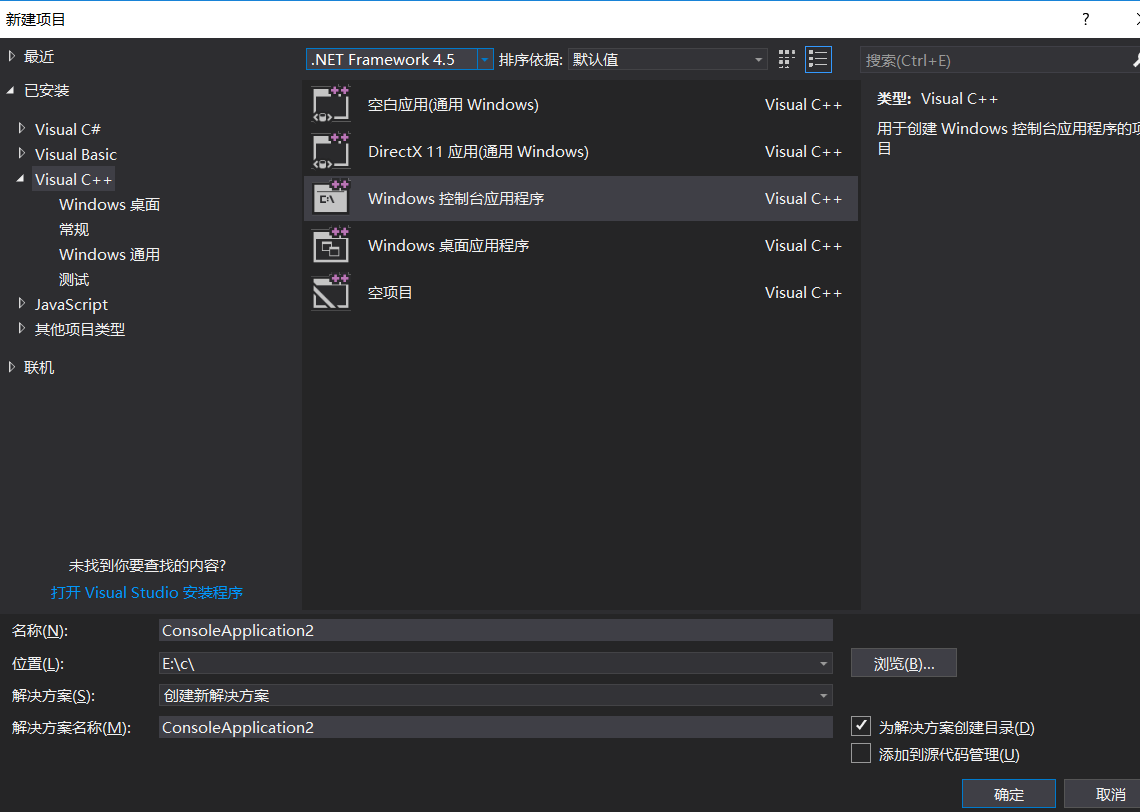 新建项目
?
最近
已安装
Visual C#
Visual Basic
Visual C++
Windows 桌面
常规
Windows 通用
测试
JavaScript
其他项目类型
联机
未找到你要查找的内容?
打开 Visual Studio 安装程序
.NET Framework 4.5 排序依据: 默认值
空白应用(通用 Windows) Visual C++
DirectX 11 应用(通用 Windows) Visual C++
Windows 控制台应用程序 Visual C++
Windows 桌面应用程序 Visual C++
空项目 Visual C++
搜索(Ctrl+E)
类型: Visual C++
用于创建 Windows 控制台应用程序的项
目
名称(N): ConsoleApplication2
位置(L): E:\c\ 浏览(B)...
解决方案(S): 创建新解决方案
解决方案名称(M): ConsoleApplication2
为解决方案创建目录(D)
添加到源代码管理(U)
确定 取消